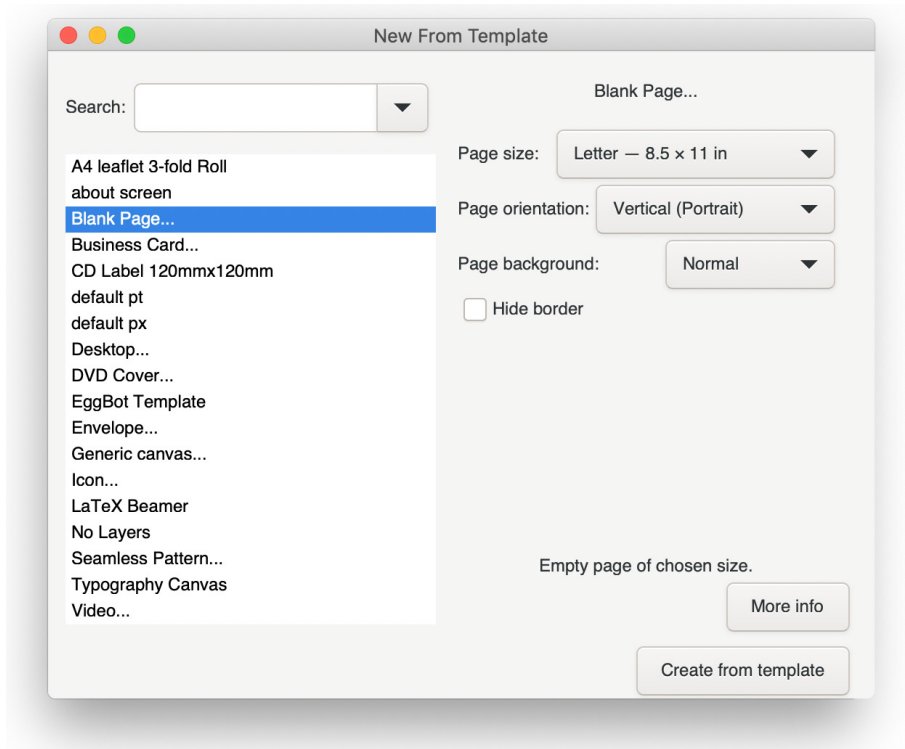 New From Template
Search:
A4 leaflet 3-fold Roll
about screen
Blank Page...
Business Card...
CD Label 120mmx120mm
default pt
default px
Desktop...
DVD Cover...
EggBot Template
Envelope...
Generic canvas...
Icon...
LaTeX Beamer
No Layers
Seamless Pattern...
Typography Canvas
Video...
Blank Page...
Page size: Letter — 8.5 × 11 in
Page orientation: Vertical (Portrait)
Page background: Normal
Hide border
Empty page of chosen size.
More info
Create from template